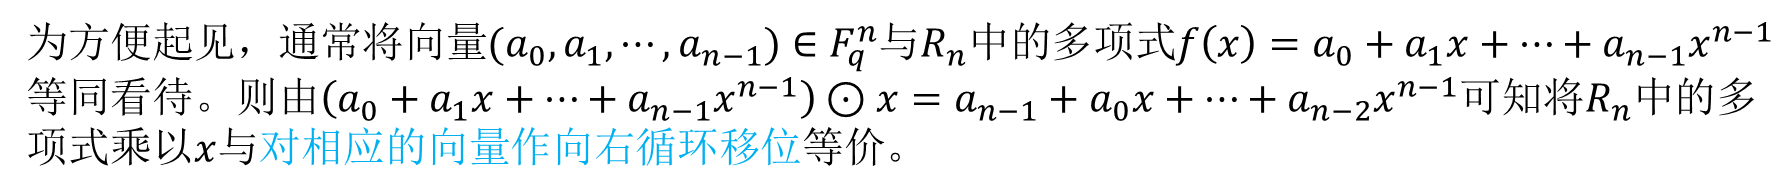 为方便起见，通常将向量(a₀, a₁, ⋯, aₙ₋₁) ∈ F_q^n与Rₙ中的多项式f(x) = a₀ + a₁x + ⋯ + aₙ₋₁xⁿ⁻¹
等同看待。则由(a₀ + a₁x + ⋯ + aₙ₋₁xⁿ⁻¹) ⊙ x = aₙ₋₁ + a₀x + ⋯ + aₙ₋₂xⁿ⁻¹可知将Rₙ中的多
项式乘以x与对相应的向量作向右循环移位等价。